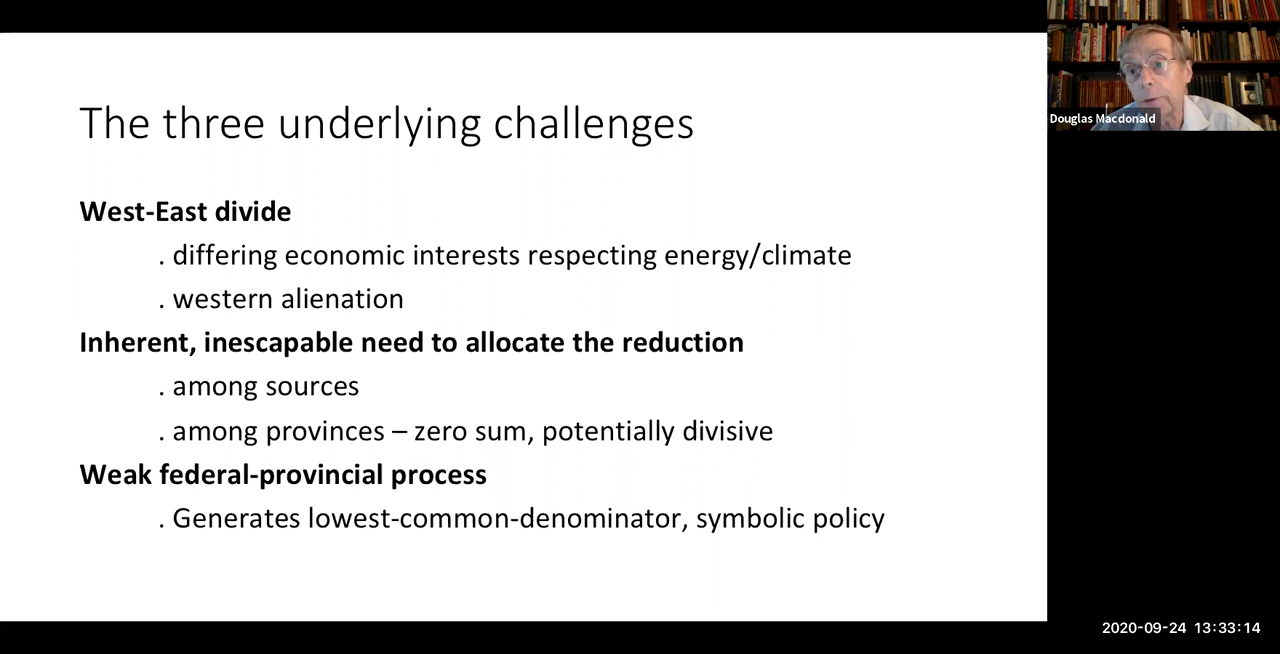 The three underlying challenges
West-East divide
. differing economic interests respecting energy/climate
. western alienation
Inherent, inescapable need to allocate the reduction
. among sources
. among provinces – zero sum, potentially divisive
Weak federal-provincial process
. Generates lowest-common-denominator, symbolic policy
Douglas Macdonald
2020-09-24 13:33:14